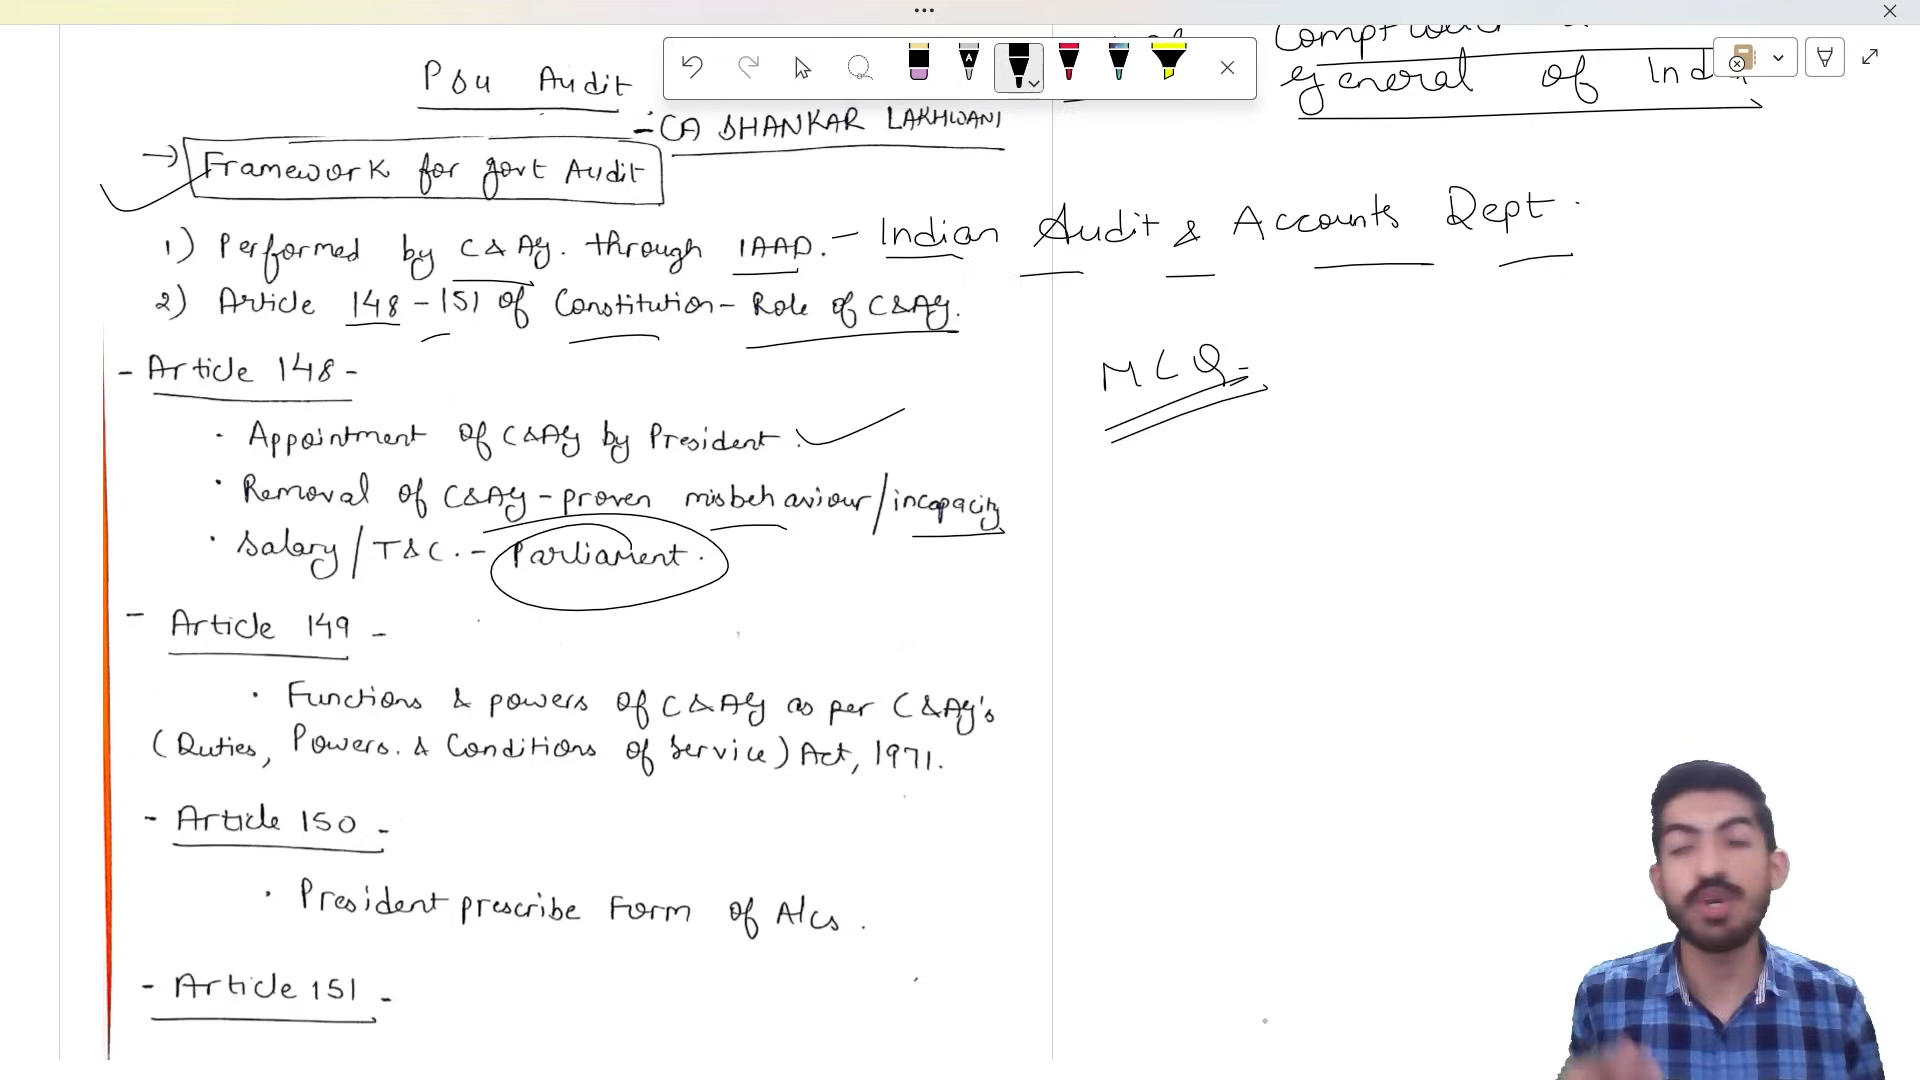 PSU Audit
- CA SHANKAR LAKHWANI
→ Framework for govt Audit
1) Performed by C&AG. through IAAD. - Indian Audit & Accounts Dept.
2) Article 148 - 151 of Constitution - Role of C&AG.
- Article 148 -
· Appointment of C&AG by President.
· Removal of C&AG - proven misbehaviour/incapacity
· Salary/T&C. - Parliament.
- Article 149 -
· Functions & powers of C&AG as per C&AG's
(Duties, Powers. & Conditions of Service) Act, 1971.
- Article 150 -
· President prescribe Form of A/cs.
- Article 151 -
general of India
MCQ